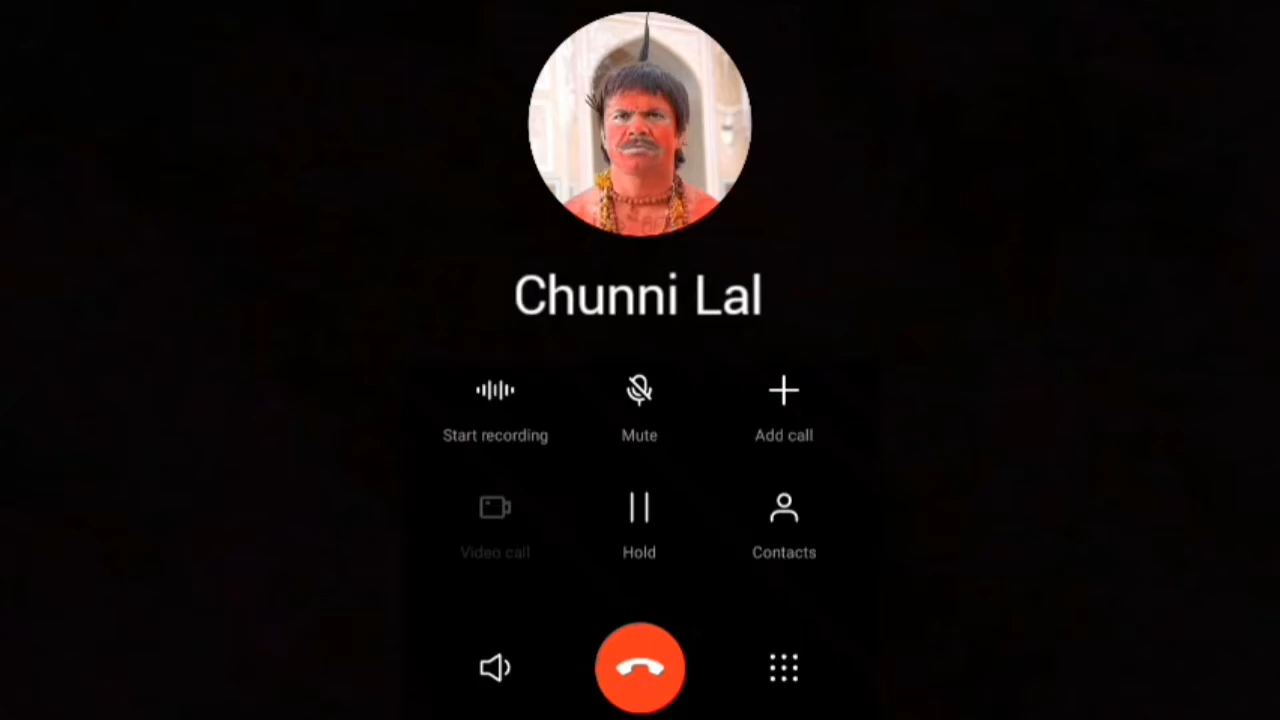 Chunni Lal
Start recording
Mute
Add call
Video call
Hold
Contacts